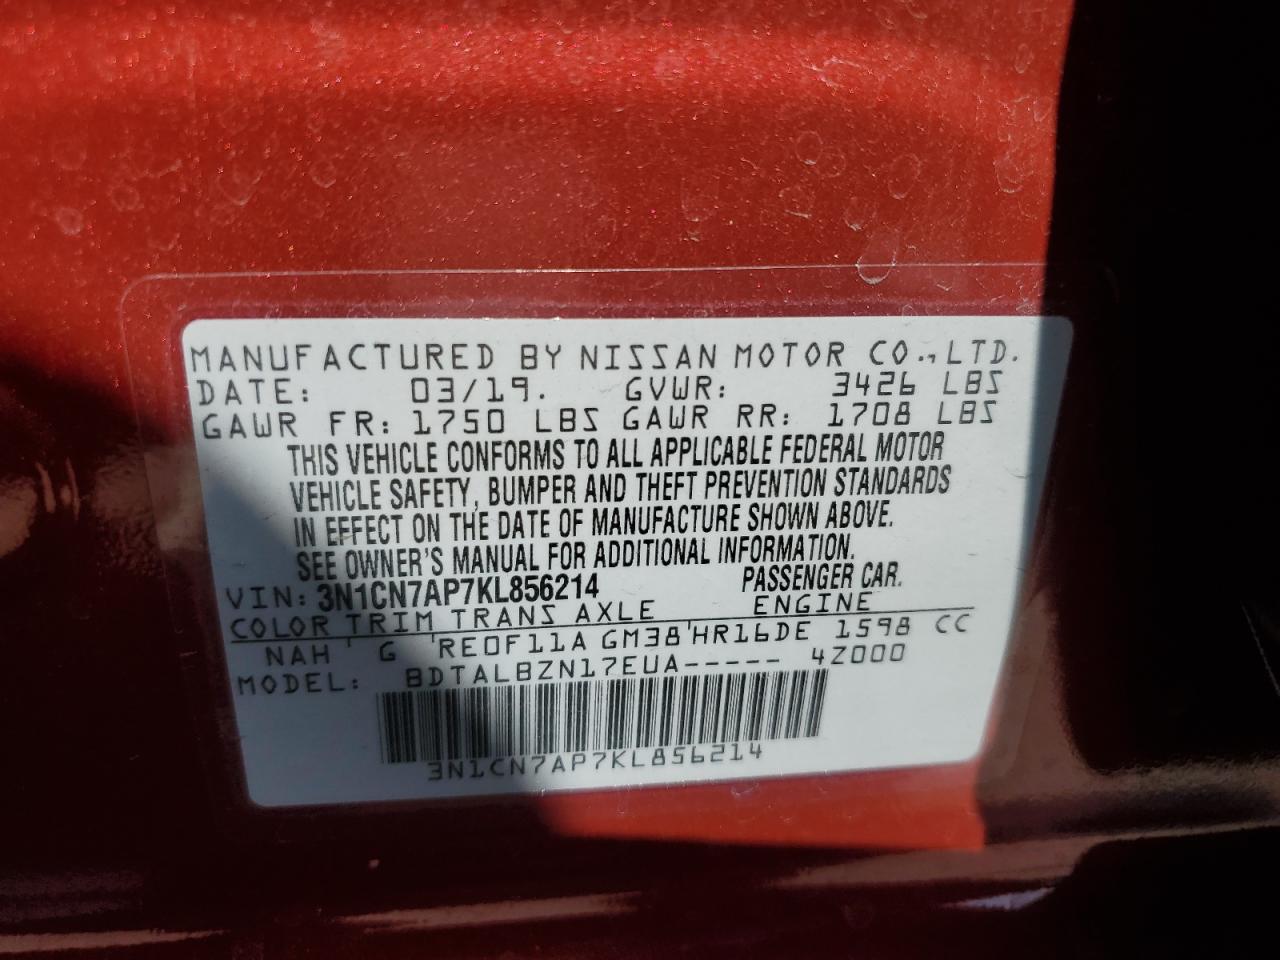 MANUFACTURED BY NISSAN MOTOR CO.,LTD.
DATE: 03/19. GVWR: 3426 LBS
GAWR FR: 1750 LBS GAWR RR: 1708 LBS
THIS VEHICLE CONFORMS TO ALL APPLICABLE FEDERAL MOTOR
VEHICLE SAFETY, BUMPER AND THEFT PREVENTION STANDARDS
IN EFFECT ON THE DATE OF MANUFACTURE SHOWN ABOVE.
SEE OWNER'S MANUAL FOR ADDITIONAL INFORMATION.
VIN: 3N1CN7AP7KL856214 PASSENGER CAR.
COLOR TRIM TRANS AXLE ENGINE
NAH G RE0F11A GM38 HR16DE 1598 CC
MODEL: BDTALBZN17EUA----- 4Z000
3N1CN7AP7KL856214